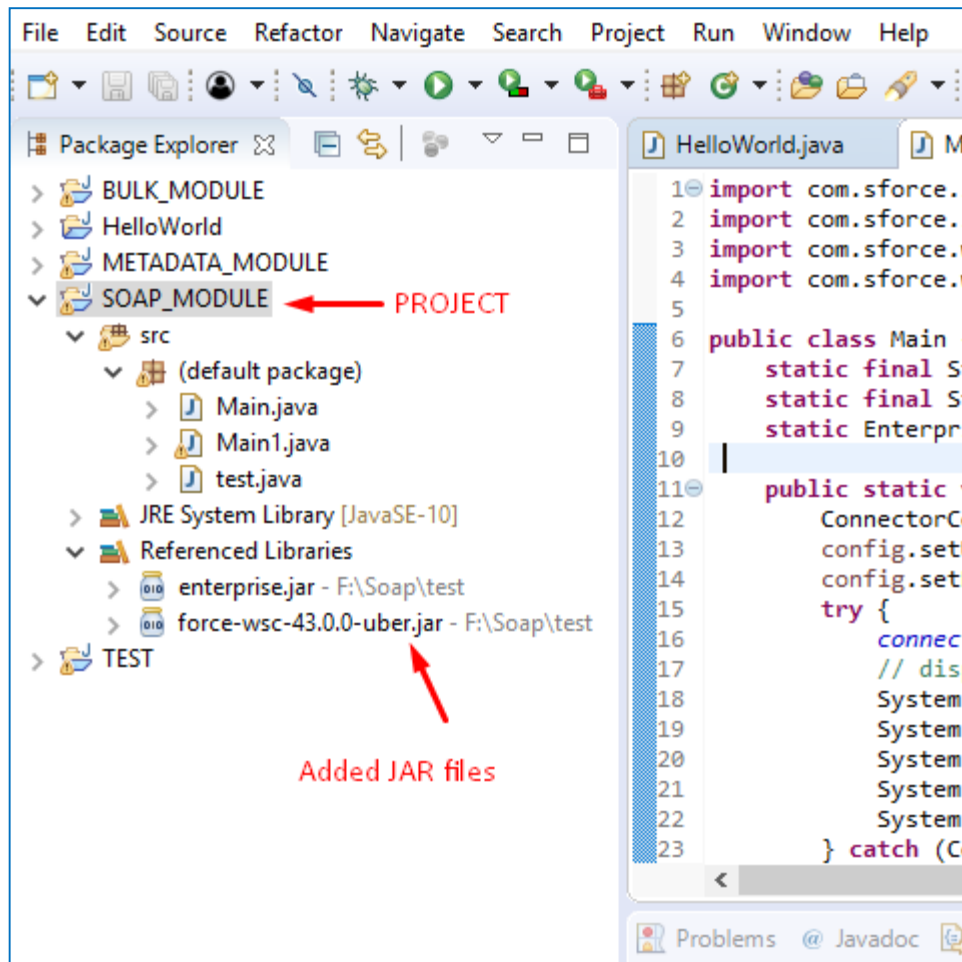 File Edit Source Refactor Navigate Search Project Run Window Help
Package Explorer
BULK_MODULE
HelloWorld
METADATA_MODULE
SOAP_MODULE
PROJECT
src
(default package)
Main.java
Main1.java
test.java
JRE System Library [JavaSE-10]
Referenced Libraries
enterprise.jar - F:\Soap\test
force-wsc-43.0.0-uber.jar - F:\Soap\test
TEST
Added JAR files
HelloWorld.java M
1 import com.sforce.
2 import com.sforce.
3 import com.sforce.
4 import com.sforce.
5
6 public class Main
7 static final S
8 static final S
9 static Enterpr
10
11 public static
12 ConnectorC
13 config.set
14 config.set
15 try {
16 connec
17 // dis
18 System
19 System
20 System
21 System
22 System
23 } catch (C
Problems @ Javadoc